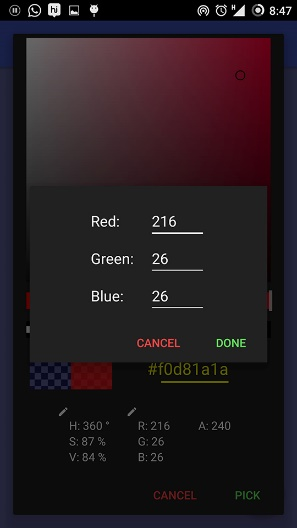 hi
H
8:47
Red: 216
Green: 26
Blue: 26
CANCEL DONE
#f0d81a1a
H: 360 ° R: 216 A: 240
S: 87 % G: 26
V: 84 % B: 26
CANCEL PICK